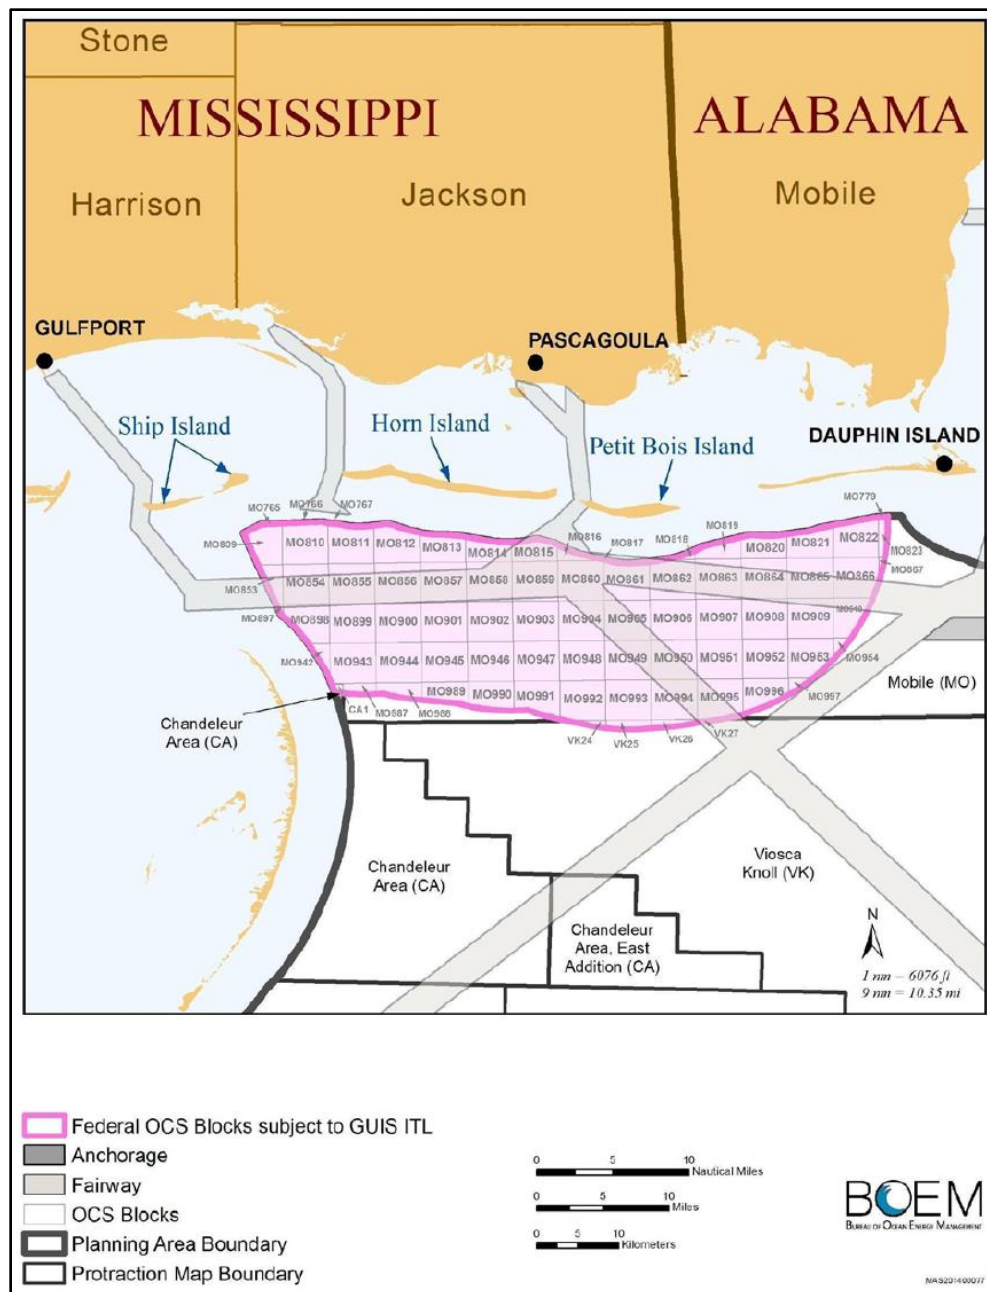 Stone
MISSISSIPPI
ALABAMA
Harrison
Jackson
Mobile
GULFPORT
PASCAGOULA
Ship Island
Horn Island
Petit Bois Island
DAUPHIN ISLAND
MO765
MO766
MO767
MO779
MO809
MO810
MO811
MO812
MO813
MO814
MO815
MO816
MO817
MO818
MO819
MO820
MO821
MO822
MO823
MO853
MO854
MO855
MO856
MO857
MO858
MO859
MO860
MO861
MO862
MO863
MO864
MO865
MO866
MO867
MO897
MO898
MO899
MO900
MO901
MO902
MO903
MO904
MO905
MO906
MO907
MO908
MO909
MO942
MO943
MO944
MO945
MO946
MO947
MO948
MO949
MO950
MO951
MO952
MO953
MO954
Chandeleur
Area (CA)
CA1
MO987
MO988
MO989
MO990
MO991
MO992
MO993
MO994
MO995
MO996
MO997
Mobile (MO)
VK24
VK25
VK26
VK27
Chandeleur
Area (CA)
Viosca
Knoll (VK)
Chandeleur
Area, East
Addition (CA)
N
1 nm = 6076 ft
9 nm = 10.35 mi
Federal OCS Blocks subject to GUIS ITL
Anchorage
Fairway
OCS Blocks
Planning Area Boundary
Protraction Map Boundary
0 5 10
Nautical Miles
0 5 10
Miles
0 5 10
Kilometers
BOEM
BUREAU OF OCEAN ENERGY MANAGEMENT
NAS201400077